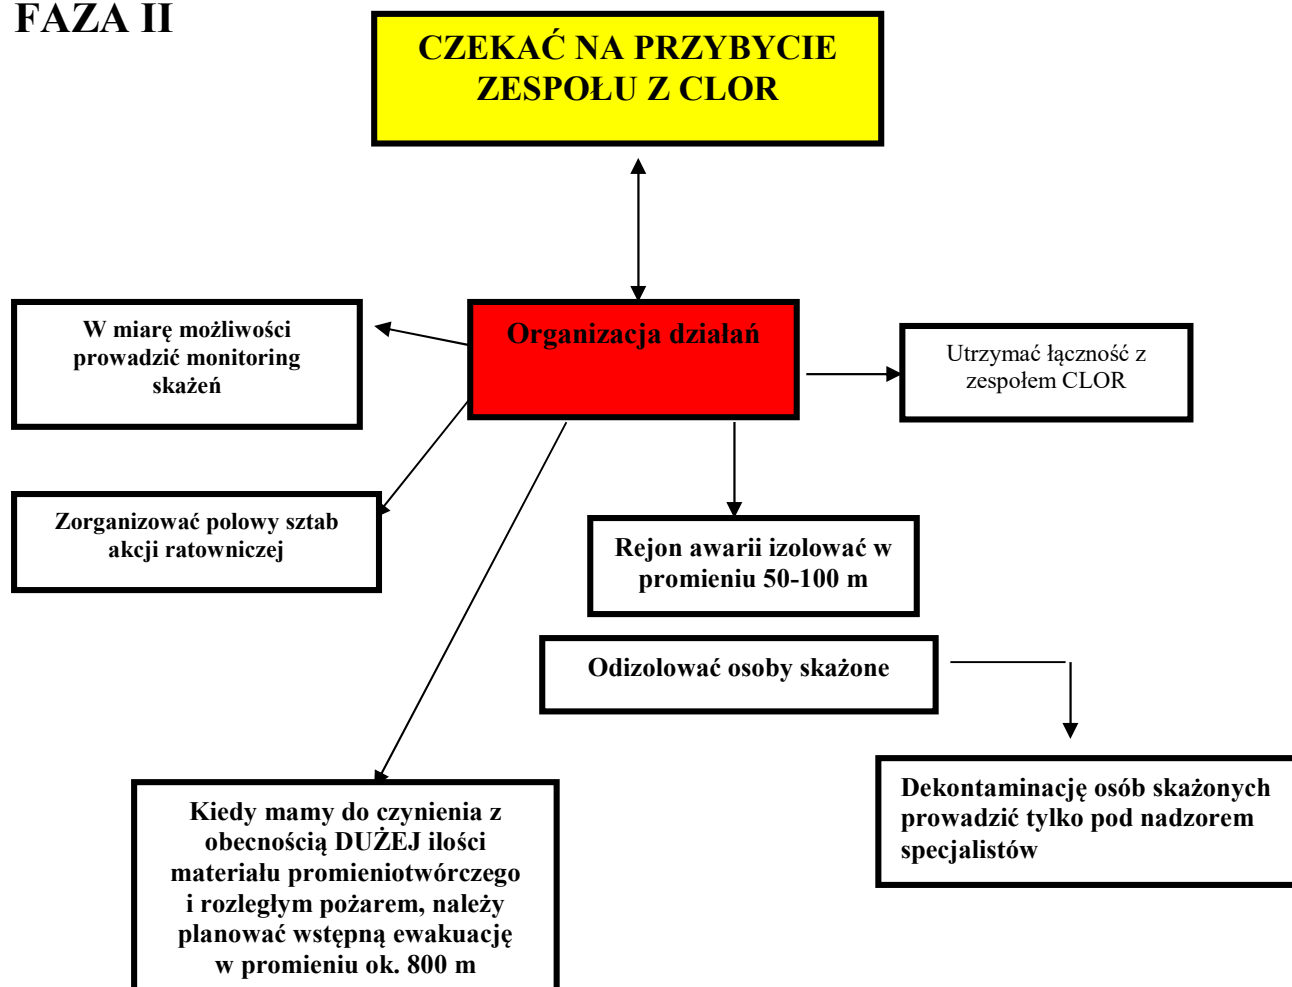 FAZA II
CZEKAĆ NA PRZYBYCIE
ZESPOŁU Z CLOR
W miarę możliwości
prowadzić monitoring
skażeń
Organizacja działań
Utrzymać łączność z
zespołem CLOR
Zorganizować polowy sztab
akcji ratowniczej
Rejon awarii izolować w
promieniu 50-100 m
Odizolować osoby skażone
Dekontaminację osób skażonych
prowadzić tylko pod nadzorem
specjalistów
Kiedy mamy do czynienia z
obecnością DUŻEJ ilości
materiału promieniotwórczego
i rozległym pożarem, należy
planować wstępną ewakuację
w promieniu ok. 800 m